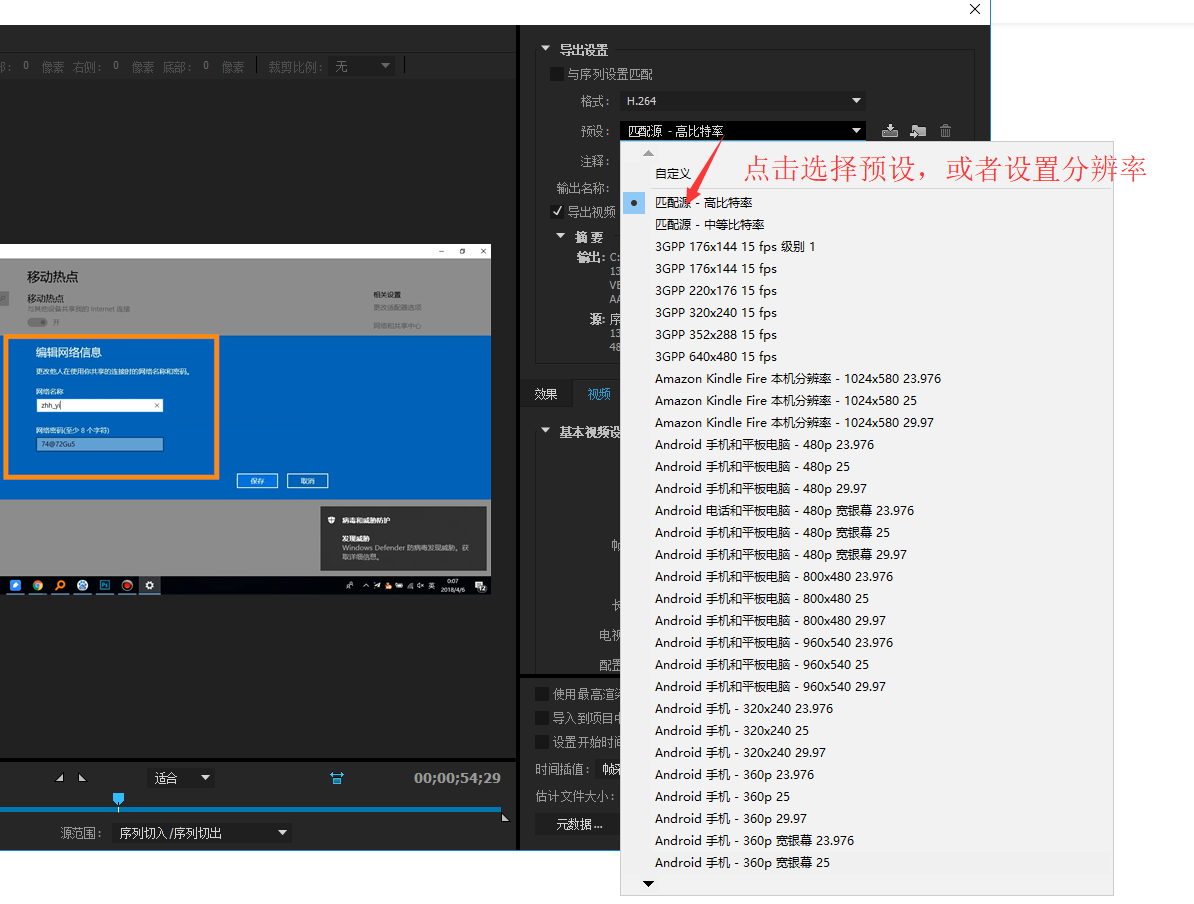 部： 0 像素 右侧： 0 像素 底部： 0 像素 裁剪比例： 无
导出设置
与序列设置匹配
格式： H.264
预设： 匹配源 - 高比特率
注释：
输出名称：
导出视频
摘要
输出： C:
13
VE
AA
源： 序
13
48
效果 视频
基本视频设
帧
长
电视
配置
使用最高渲染
导入到项目中
设置开始时间
时间插值： 帧采
估计文件大小：
元数据...
点击选择预设，或者设置分辨率
自定义
匹配源 - 高比特率
匹配源 - 中等比特率
3GPP 176x144 15 fps 级别 1
3GPP 176x144 15 fps
3GPP 220x176 15 fps
3GPP 320x240 15 fps
3GPP 352x288 15 fps
3GPP 640x480 15 fps
Amazon Kindle Fire 本机分辨率 - 1024x580 23.976
Amazon Kindle Fire 本机分辨率 - 1024x580 25
Amazon Kindle Fire 本机分辨率 - 1024x580 29.97
Android 手机和平板电脑 - 480p 23.976
Android 手机和平板电脑 - 480p 25
Android 手机和平板电脑 - 480p 29.97
Android 电话和平板电脑 - 480p 宽银幕 23.976
Android 手机和平板电脑 - 480p 宽银幕 25
Android 手机和平板电脑 - 480p 宽银幕 29.97
Android 手机和平板电脑 - 800x480 23.976
Android 手机和平板电脑 - 800x480 25
Android 手机和平板电脑 - 800x480 29.97
Android 手机和平板电脑 - 960x540 23.976
Android 手机和平板电脑 - 960x540 25
Android 手机和平板电脑 - 960x540 29.97
Android 手机 - 320x240 23.976
Android 手机 - 320x240 25
Android 手机 - 320x240 29.97
Android 手机 - 360p 23.976
Android 手机 - 360p 25
Android 手机 - 360p 29.97
Android 手机 - 360p 宽银幕 23.976
Android 手机 - 360p 宽银幕 25
移动热点
移动热点
与其他设备共享我的 Internet 连接
开
相关设置
更改适配器选项
网络和共享中心
编辑网络信息
更改他人在使用你共享的连接时的网络名称和密码。
网络名称
zhh_yi
网络密码(至少 8 个字符)
74@72Gu5
保存 取消
病毒和威胁防护
发现威胁
Windows Defender 防病毒发现威胁。获
取详细信息。
英 0:07
2018/4/6
适合 00;00;54;29
源范围： 序列切入/序列切出